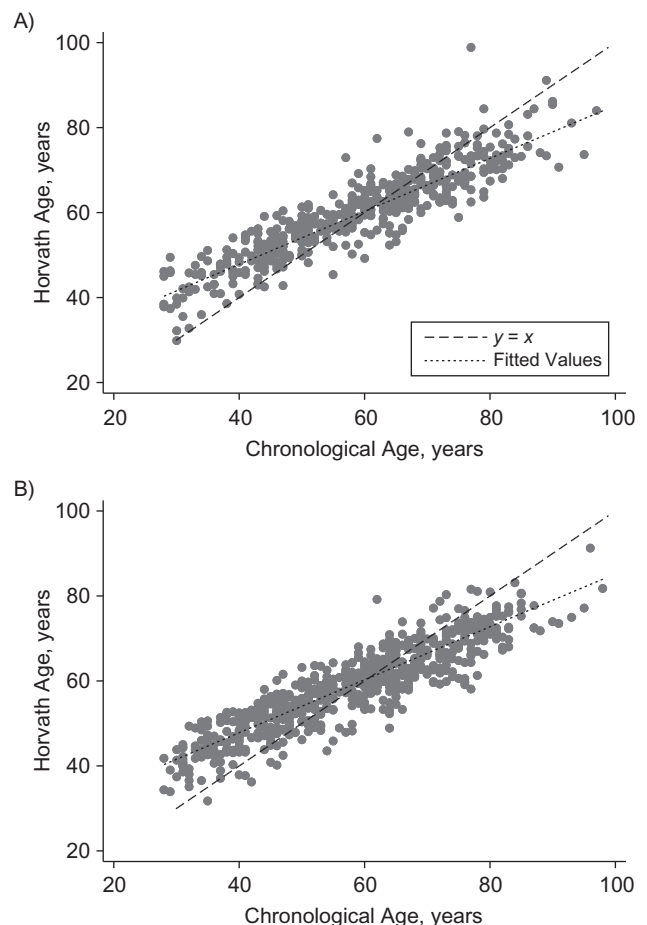 A)
100
80
60
40
20
Horvath Age, years
y = x
Fitted Values
20 40 60 80 100
Chronological Age, years
B)
100
80
60
40
20
Horvath Age, years
20 40 60 80 100
Chronological Age, years